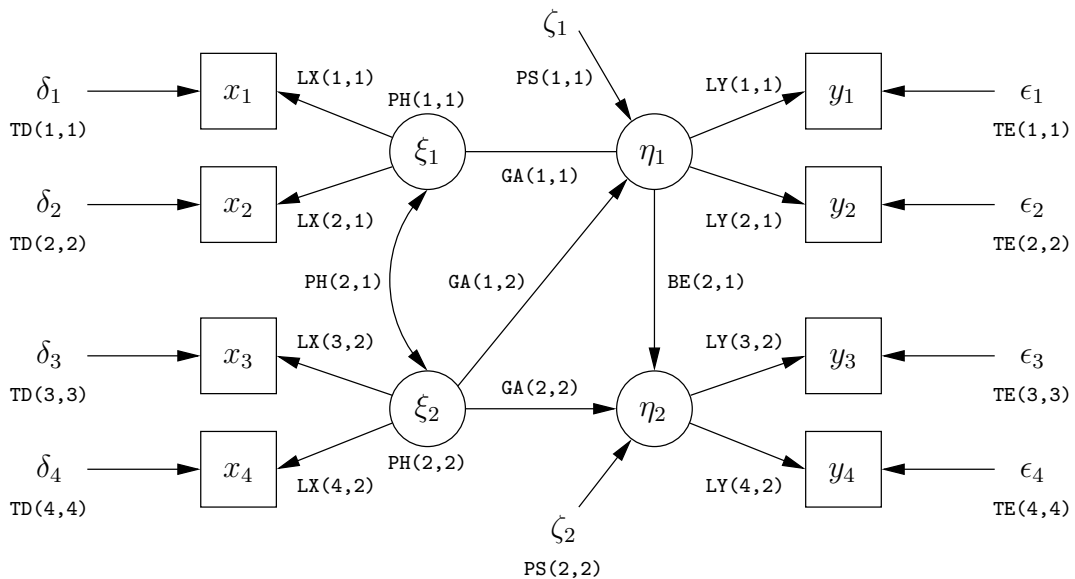 ζ₁
δ₁ x₁ LX(1,1) PS(1,1) LY(1,1) y₁ ϵ₁
TD(1,1) PH(1,1) TE(1,1)
ξ₁ η₁
GA(1,1)
δ₂ x₂ LX(2,1) LY(2,1) y₂ ϵ₂
TD(2,2) TE(2,2)
PH(2,1) GA(1,2) BE(2,1)
δ₃ x₃ LX(3,2) LY(3,2) y₃ ϵ₃
TD(3,3) GA(2,2) TE(3,3)
ξ₂ η₂
PH(2,2)
δ₄ x₄ LX(4,2) LY(4,2) y₄ ϵ₄
TD(4,4) TE(4,4)
ζ₂
PS(2,2)